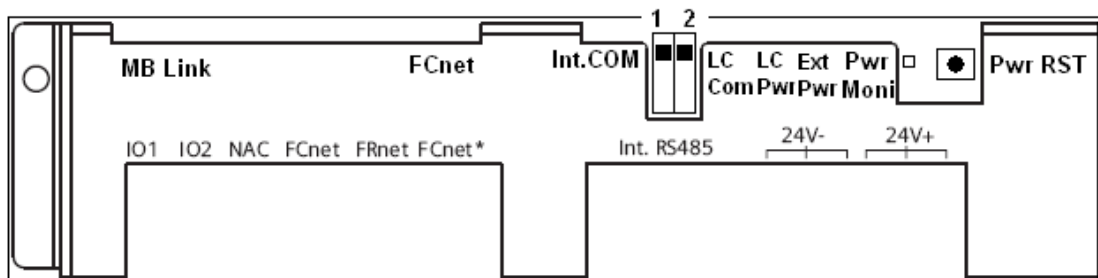 1 2
MB Link FCnet Int.COM LC LC Ext Pwr Pwr RST
Com Pwr Pwr Moni
IO1 IO2 NAC FCnet FRnet FCnet* Int. RS485 24V- 24V+